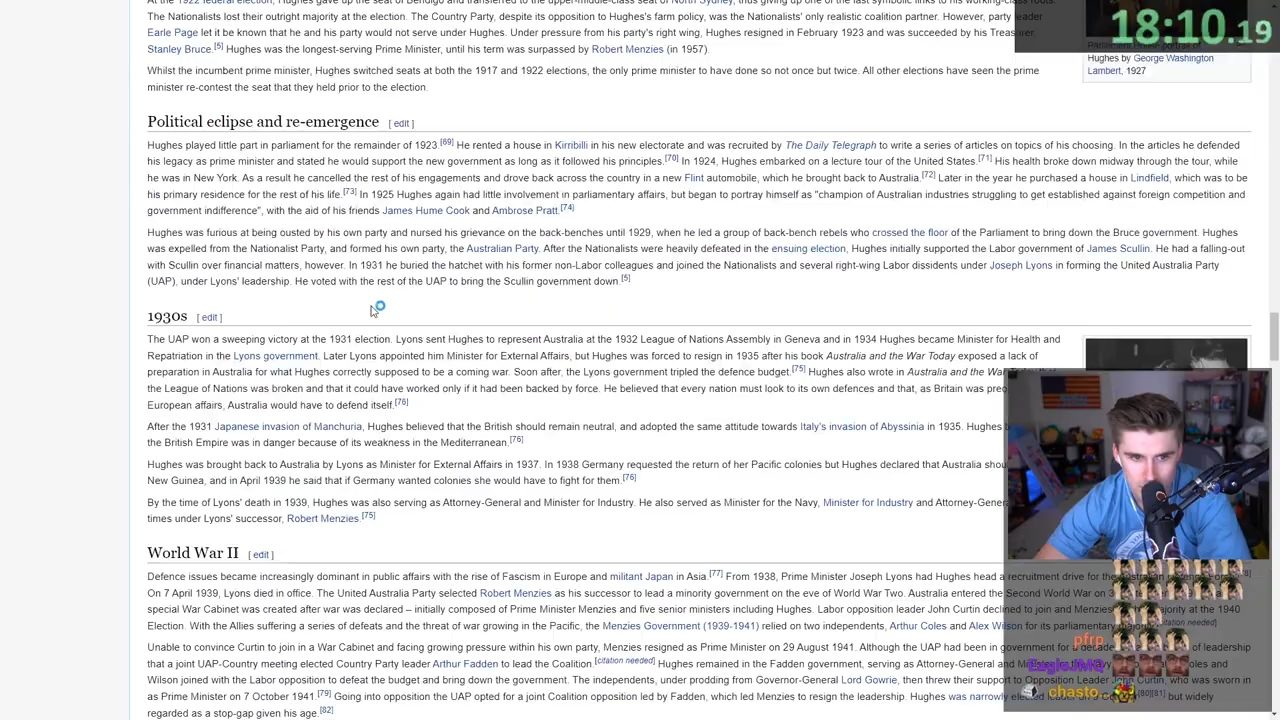 At the 1922 federal election, Hughes gave up the seat of Bendigo and transferred to the upper-middle-class seat of North Sydney, thus giving up one of the last symbolic links to his working-class roots.
The Nationalists lost their outright majority at the election. The Country Party, despite its opposition to Hughes's farm policy, was the Nationalists' only realistic coalition partner. However, party leader
Earle Page let it be known that he and his party would not serve under Hughes. Under pressure from his party's right wing, Hughes resigned in February 1923 and was succeeded by his Treasurer,
Stanley Bruce.[5] Hughes was the longest-serving Prime Minister, until his term was surpassed by Robert Menzies (in 1957).
Whilst the incumbent prime minister, Hughes switched seats at both the 1917 and 1922 elections, the only prime minister to have done so not once but twice. All other elections have seen the prime
minister re-contest the seat that they held prior to the election.
18:10.19
Parliament House portrait of
Hughes by George Washington
Lambert, 1927
Political eclipse and re-emergence [ edit ]
Hughes played little part in parliament for the remainder of 1923.[69] He rented a house in Kirribilli in his new electorate and was recruited by The Daily Telegraph to write a series of articles on topics of his choosing. In the articles he defended
his legacy as prime minister and stated he would support the new government as long as it followed his principles.[70] In 1924, Hughes embarked on a lecture tour of the United States.[71] His health broke down midway through the tour, while
he was in New York. As a result he cancelled the rest of his engagements and drove back across the country in a new Flint automobile, which he brought back to Australia.[72] Later in the year he purchased a house in Lindfield, which was to be
his primary residence for the rest of his life.[73] In 1925 Hughes again had little involvement in parliamentary affairs, but began to portray himself as "champion of Australian industries struggling to get established against foreign competition and
government indifference", with the aid of his friends James Hume Cook and Ambrose Pratt.[74]
Hughes was furious at being ousted by his own party and nursed his grievance on the back-benches until 1929, when he led a group of back-bench rebels who crossed the floor of the Parliament to bring down the Bruce government. Hughes
was expelled from the Nationalist Party, and formed his own party, the Australian Party. After the Nationalists were heavily defeated in the ensuing election, Hughes initially supported the Labor government of James Scullin. He had a falling-out
with Scullin over financial matters, however. In 1931 he buried the hatchet with his former non-Labor colleagues and joined the Nationalists and several right-wing Labor dissidents under Joseph Lyons in forming the United Australia Party
(UAP), under Lyons' leadership. He voted with the rest of the UAP to bring the Scullin government down.[5]
1930s [ edit ]
The UAP won a sweeping victory at the 1931 election. Lyons sent Hughes to represent Australia at the 1932 League of Nations Assembly in Geneva and in 1934 Hughes became Minister for Health and
Repatriation in the Lyons government. Later Lyons appointed him Minister for External Affairs, but Hughes was forced to resign in 1935 after his book Australia and the War Today exposed a lack of
preparation in Australia for what Hughes correctly supposed to be a coming war. Soon after, the Lyons government tripled the defence budget.[75] Hughes also wrote in Australia and the War
the League of Nations was broken and that it could have worked only if it had been backed by force. He believed that every nation must look to its own defences and that, as Britain was
European affairs, Australia would have to defend itself.[76]
After the 1931 Japanese invasion of Manchuria, Hughes believed that the British should remain neutral, and adopted the same attitude towards Italy's invasion of Abyssinia in 1935. Hughes
the British Empire was in danger because of its weakness in the Mediterranean.[76]
Hughes was brought back to Australia by Lyons as Minister for External Affairs in 1937. In 1938 Germany requested the return of her Pacific colonies but Hughes declared that Australia
New Guinea, and in April 1939 he said that if Germany wanted colonies she would have to fight for them.[76]
By the time of Lyons' death in 1939, Hughes was also serving as Attorney-General and Minister for Industry. He also served as Minister for the Navy, Minister for Industry and
times under Lyons' successor, Robert Menzies.[75]
World War II [ edit ]
Defence issues became increasingly dominant in public affairs with the rise of Fascism in Europe and militant Japan in Asia.[77] From 1938, Prime Minister Joseph Lyons had Hughes head a recruitment drive for the
On 7 April 1939, Lyons died in office. The United Australia Party selected Robert Menzies as his successor to lead a minority government on the eve of World War Two. Australia entered the Second World War on 3
special War Cabinet was created after war was declared – initially composed of Prime Minister Menzies and five senior ministers including Hughes. Labor opposition leader John Curtin declined to join and Menzies at the 1940
Election. With the Allies suffering a series of defeats and the threat of war growing in the Pacific, the Menzies Government (1939-1941) relied on two independents, Arthur Coles and Alex Wilson for its parliamentary citation needed]
Unable to convince Curtin to join in a War Cabinet and facing growing pressure within his own party, Menzies resigned as Prime Minister on 29 August 1941. Although the UAP had been in government for a decade of leadership
that a joint UAP-Country meeting elected Country Party leader Arthur Fadden to lead the Coalition.[citation needed] Hughes remained in the Fadden government, serving as Attorney-General and Coles and
Wilson joined with the Labor opposition to defeat the budget and bring down the government. The independents, under prodding from Governor-General Lord Gowrie, then threw their support to Opposition Leader John Curtin, who was sworn in
as Prime Minister on 7 October 1941.[79] Going into opposition the UAP opted for a joint Coalition opposition led by Fadden, which led Menzies to resign the leadership. Hughes was narrowly elected leader [80][81] but widely
regarded as a stop-gap given his age.[82]
pfrp
EagleJMQ
chasto..